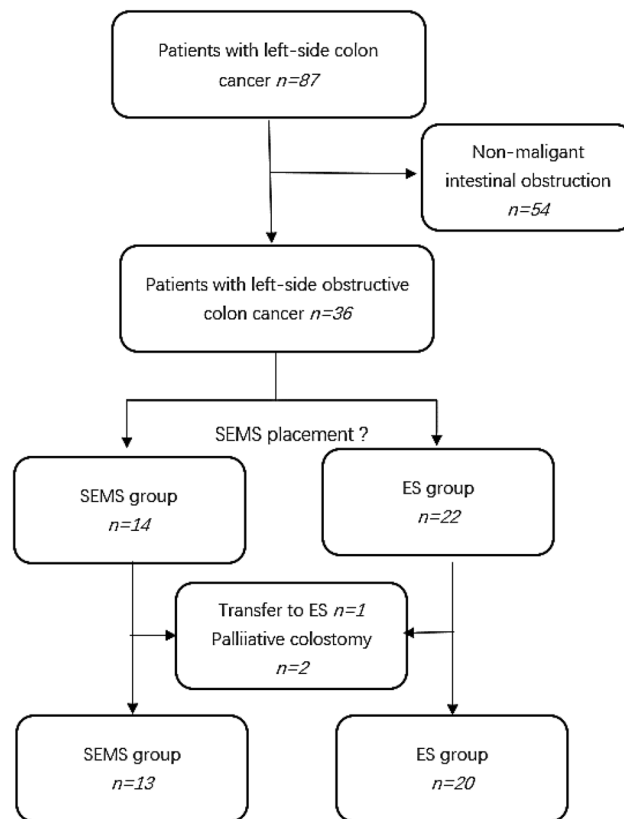 Patients with left-side colon
cancer n=87
Non-maligant
intestinal obstruction
n=54
Patients with left-side obstructive
colon cancer n=36
SEMS placement ?
SEMS group
n=14
ES group
n=22
Transfer to ES n=1
Palliiative colostomy
n=2
SEMS group
n=13
ES group
n=20